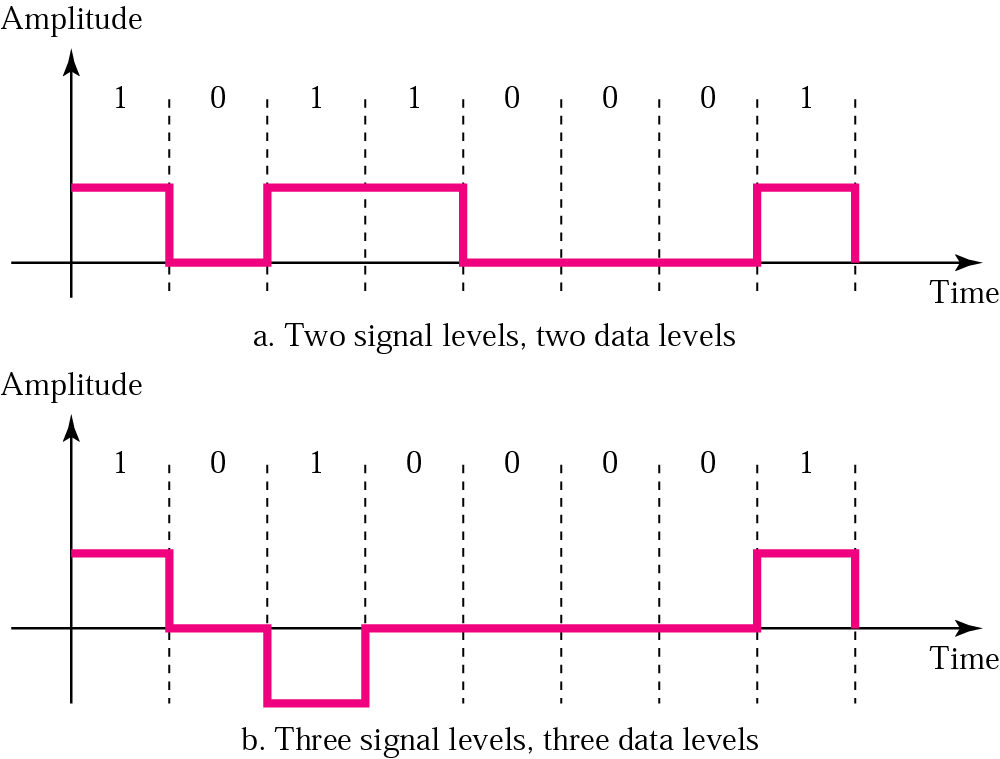 Amplitude
1 0 1 1 0 0 0 1
Time
a. Two signal levels, two data levels
Amplitude
1 0 1 0 0 0 0 1
Time
b. Three signal levels, three data levels